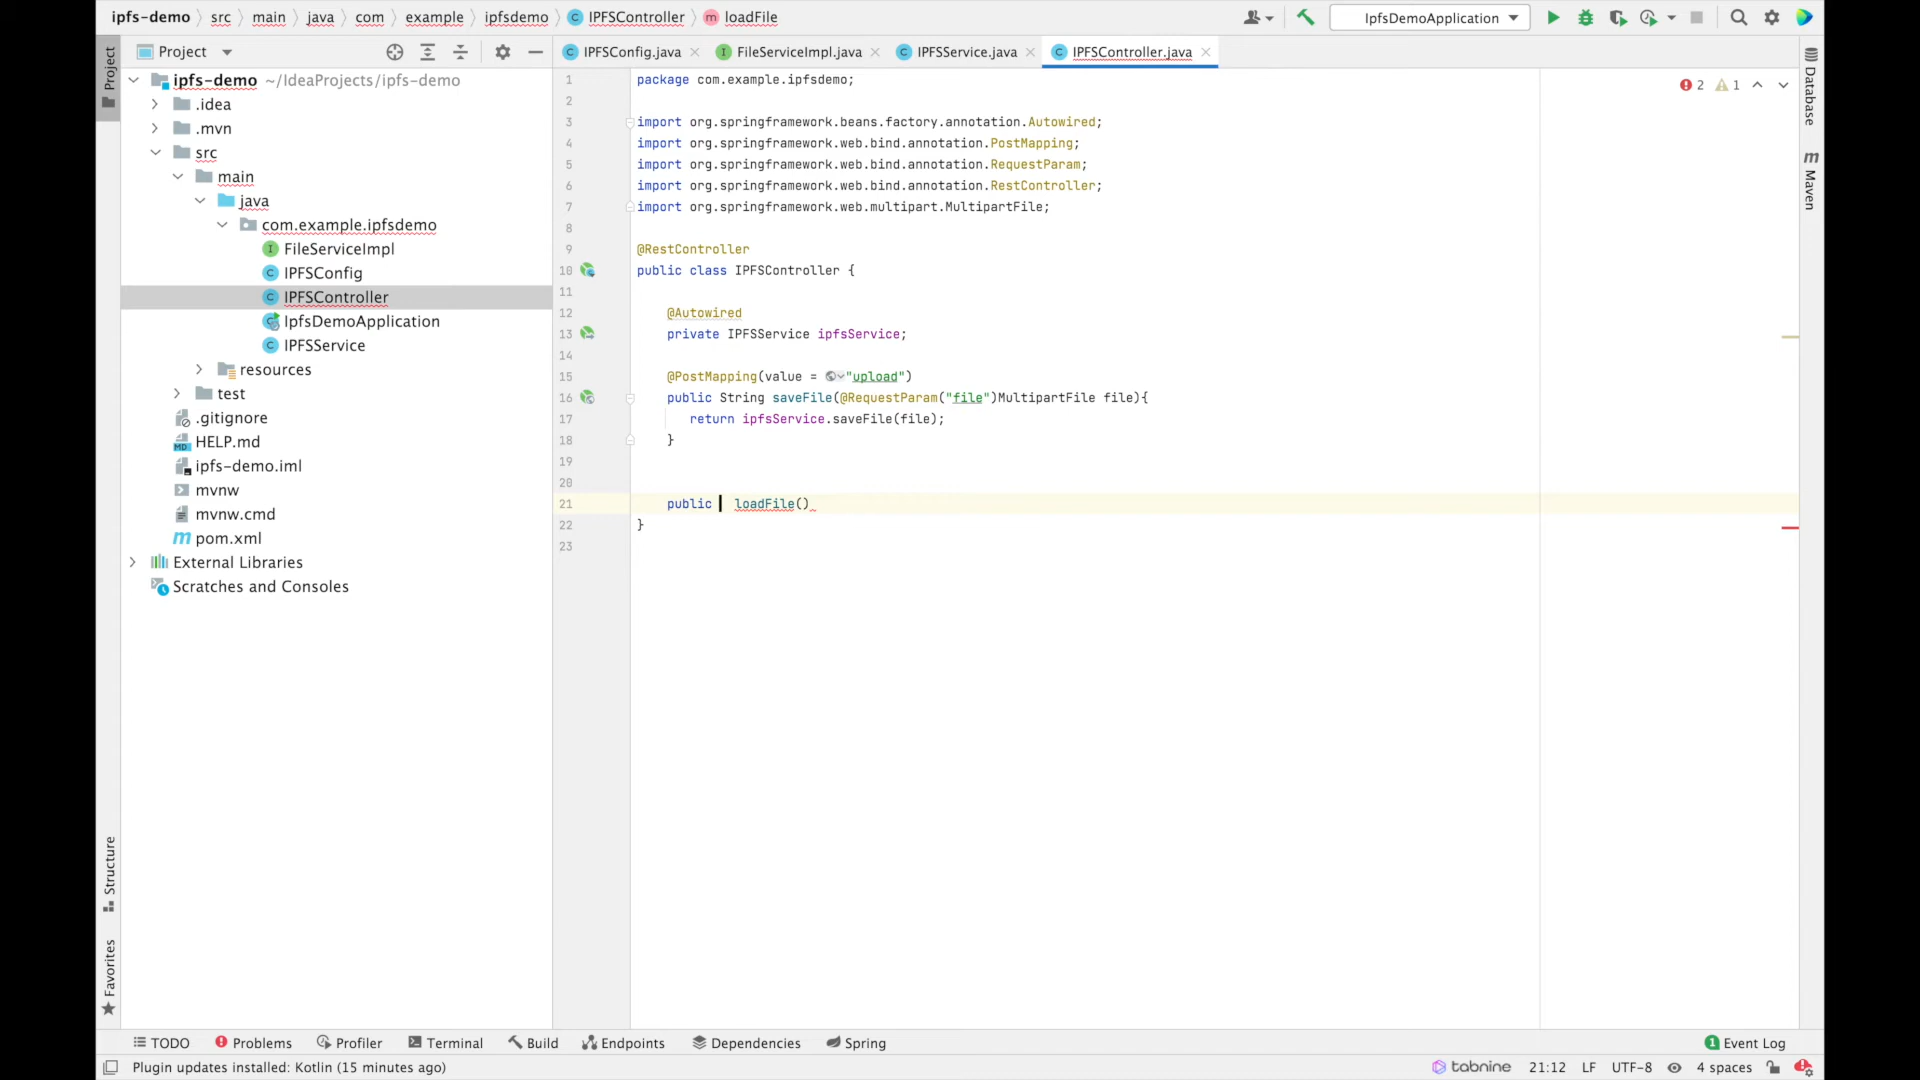 ipfs-demo src main java com example ipfsdemo IPFSController loadFile IpfsDemoApplication
Project IPFSConfig.java FileServiceImpl.java IPFSService.java IPFSController.java
Project
Structure
Favorites
ipfs-demo ~/IdeaProjects/ipfs-demo
.idea
.mvn
src
main
java
com.example.ipfsdemo
FileServiceImpl
IPFSConfig
IPFSController
IpfsDemoApplication
IPFSService
resources
test
.gitignore
HELP.md
ipfs-demo.iml
mvnw
mvnw.cmd
pom.xml
External Libraries
Scratches and Consoles
1 package com.example.ipfsdemo;
2
3 import org.springframework.beans.factory.annotation.Autowired;
4 import org.springframework.web.bind.annotation.PostMapping;
5 import org.springframework.web.bind.annotation.RequestParam;
6 import org.springframework.web.bind.annotation.RestController;
7 import org.springframework.web.multipart.MultipartFile;
8
9 @RestController
10 public class IPFSController {
11
12 @Autowired
13 private IPFSService ipfsService;
14
15 @PostMapping(value = "upload")
16 public String saveFile(@RequestParam("file")MultipartFile file){
17 return ipfsService.saveFile(file);
18 }
19
20
21 public loadFile()
22 }
23
2 1
Database
m Maven
TODO Problems Profiler Terminal Build Endpoints Dependencies Spring 1 Event Log
Plugin updates installed: Kotlin (15 minutes ago) tabnine 21:12 LF UTF-8 4 spaces